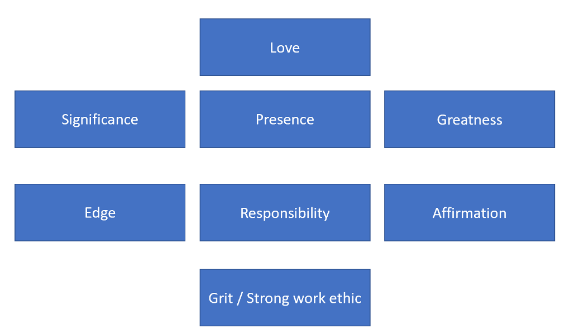 Love
Significance
Presence
Greatness
Edge
Responsibility
Affirmation
Grit / Strong work ethic